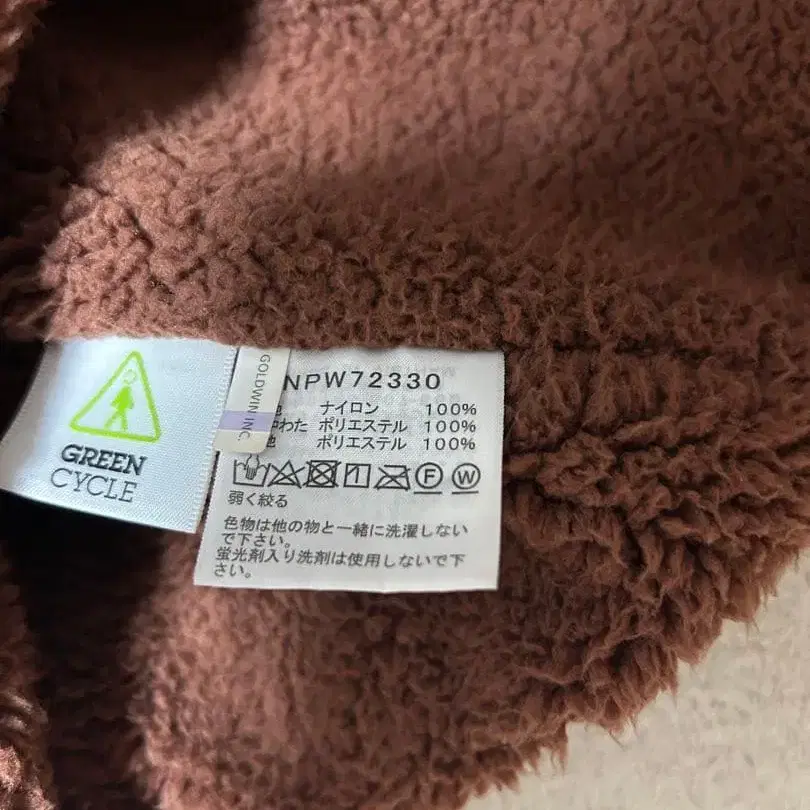 GREEN
CYCLE
GOLDWIN INC.
NPW72330
ナイロン 100%
わた ポリエステル 100%
ポリエステル 100%
F W
弱く絞る
色物は他の物と一緒に洗濯しない
で下さい。
蛍光剤入り洗剤は使用しないで下
さい。